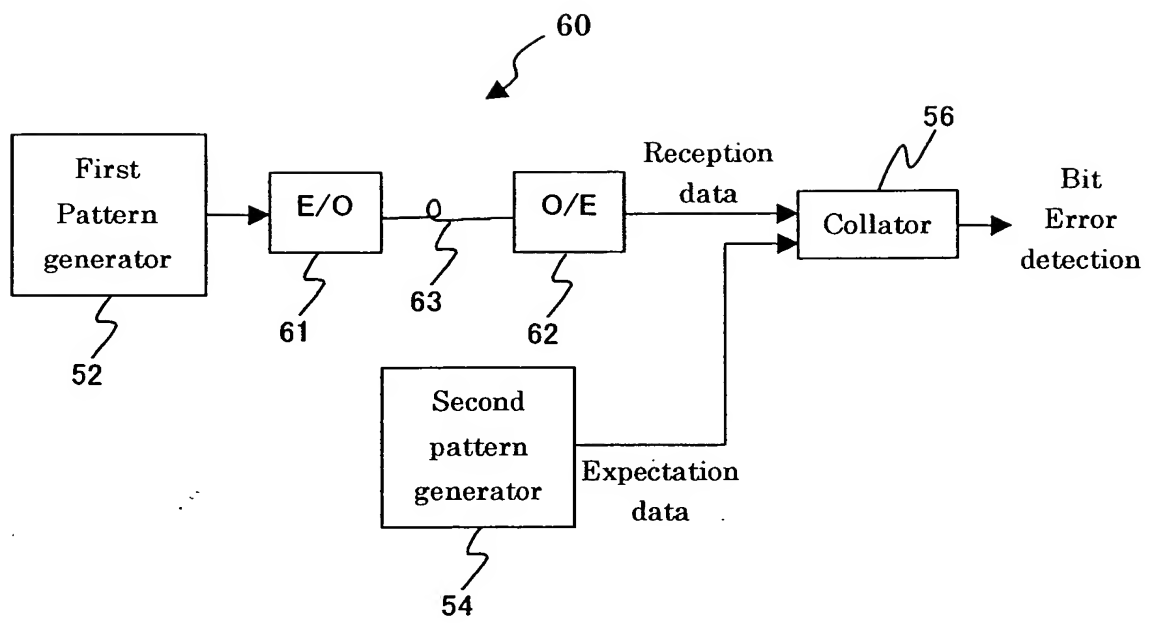 60
First
Pattern
generator
52
E/O
61
63
O/E
62
Reception
data
56
Collator
Bit
Error
detection
Second
pattern
generator
54
Expectation
data